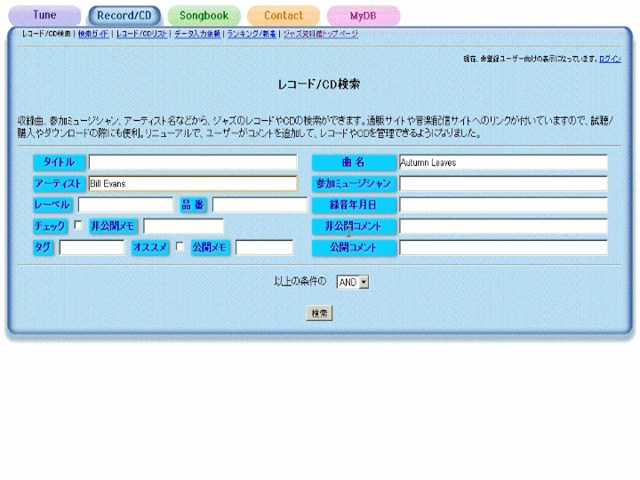 Tune Record/CD Songbook Contact MyDB
レコード/CD検索 | 検索ガイド | レコード/CDリスト | データ入力依頼 | ランキング/新着 | ジャズ資料館トップページ
現在、未登録ユーザー向けの表示になっています。ログイン
レコード/CD検索
収録曲、参加ミュージシャン、アーティスト名などから、ジャズのレコードやCDの検索ができます。通販サイトや音楽配信サイトへのリンクが付いていますので、試聴/
購入やダウンロードの際にも便利。リニューアルで、ユーザーがコメントを追加して、レコードやCDを管理できるようになりました。
タイトル 曲 名 Autumn Leaves
アーティスト Bill Evans 参加ミュージシャン
レーベル 品 番 録音年月日
チェック 非公開メモ 非公開コメント
タグ オススメ 公開メモ 公開コメント
以上の条件の AND
検索